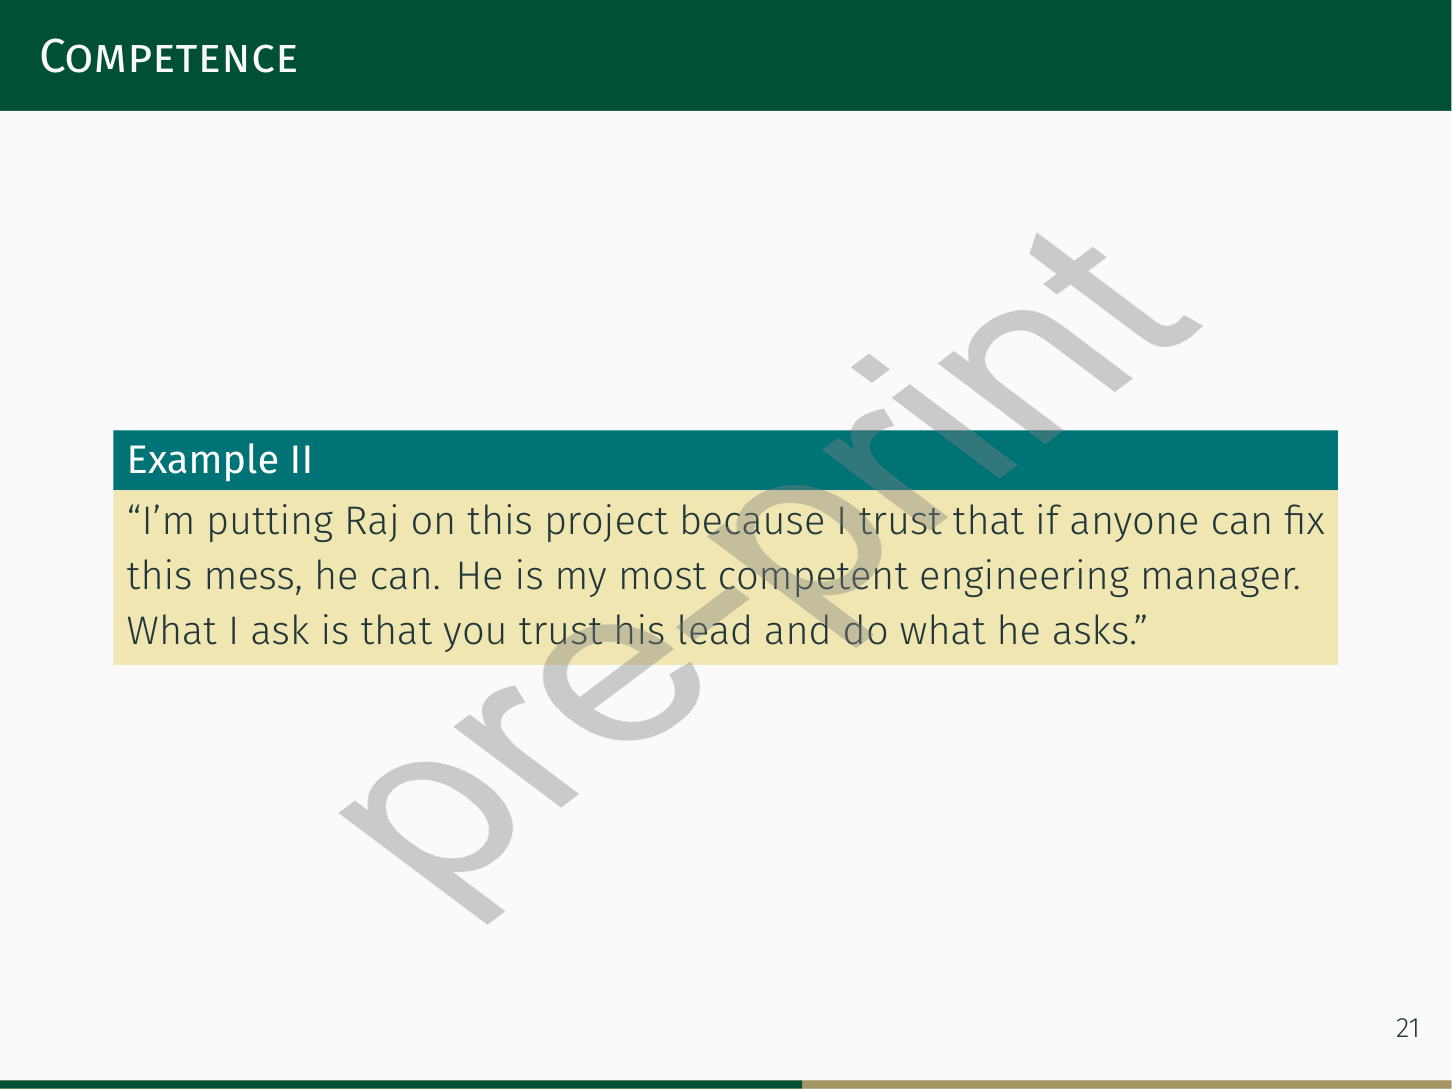 Competence
Example II
“I’m putting Raj on this project because I trust that if anyone can fix
this mess, he can. He is my most competent engineering manager.
What I ask is that you trust his lead and do what he asks.”
pre-print
21